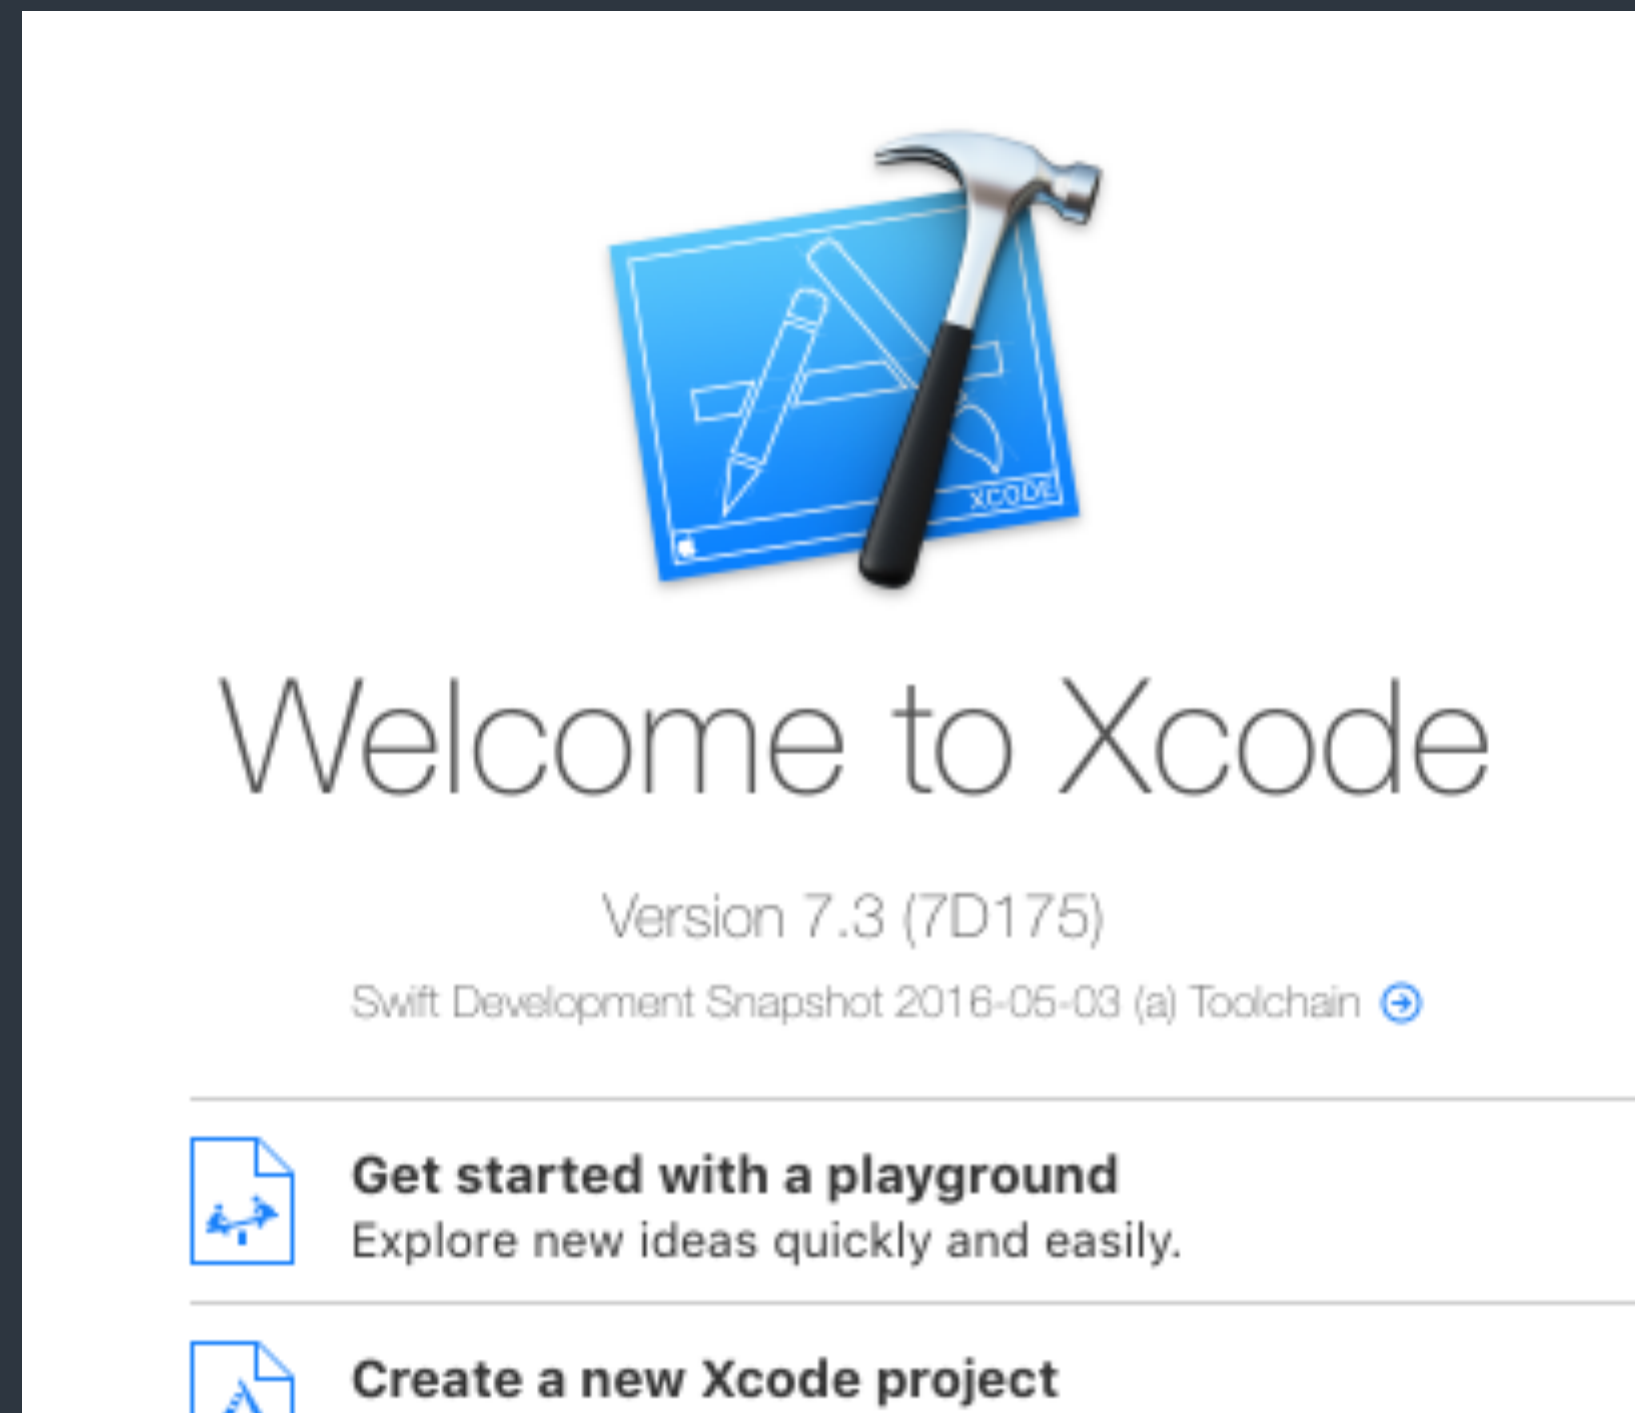 XCODE
Welcome to Xcode
Version 7.3 (7D175)
Swift Development Snapshot 2016-05-03 (a) Toolchain
Get started with a playground
Explore new ideas quickly and easily.
Create a new Xcode project